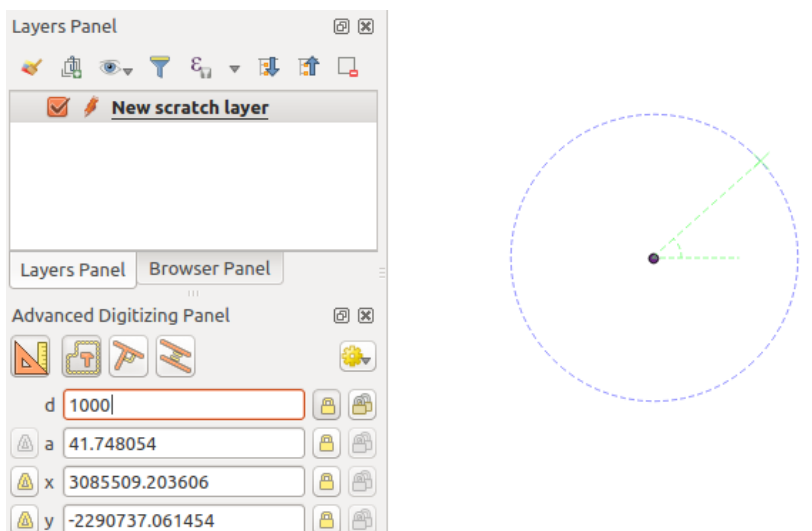 Layers Panel
New scratch layer
Layers Panel Browser Panel
Advanced Digitizing Panel
d 1000
a 41.748054
x 3085509.203606
y -2290737.061454